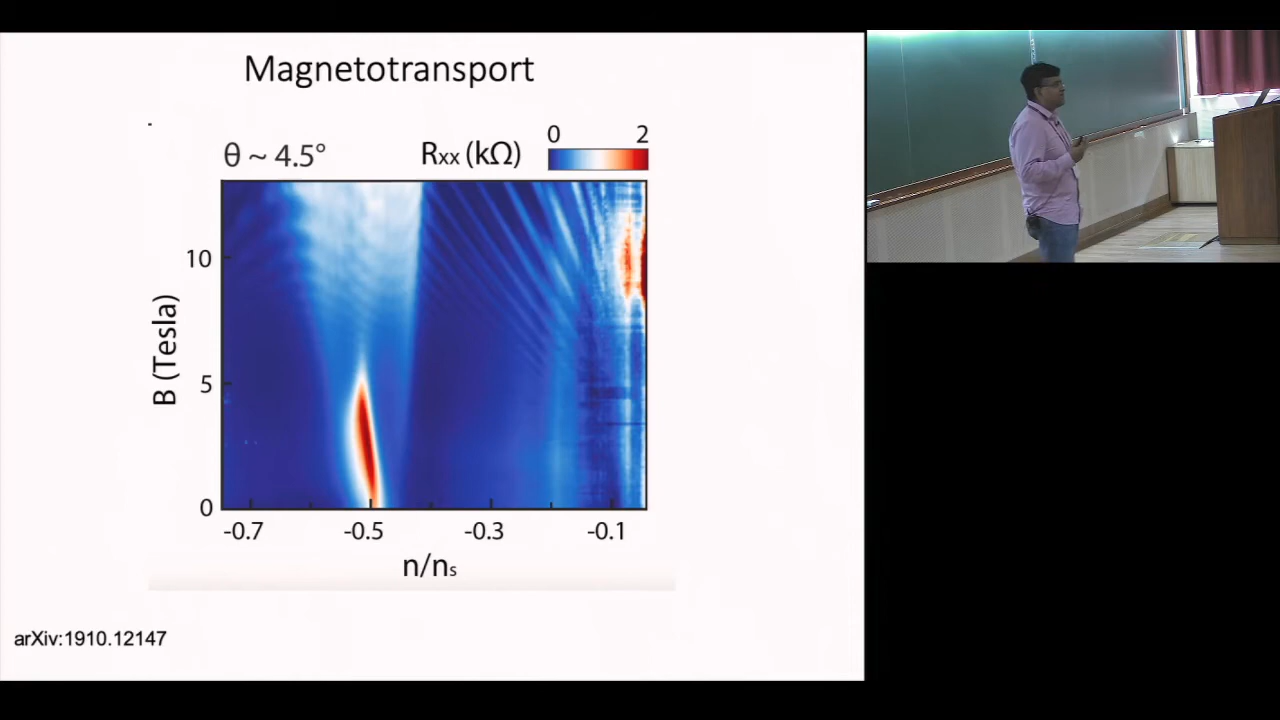 Magnetotransport
θ ~ 4.5°
Rxx (kΩ)
0 2
B (Tesla)
10
5
0
-0.7 -0.5 -0.3 -0.1
n/ns
arXiv:1910.12147